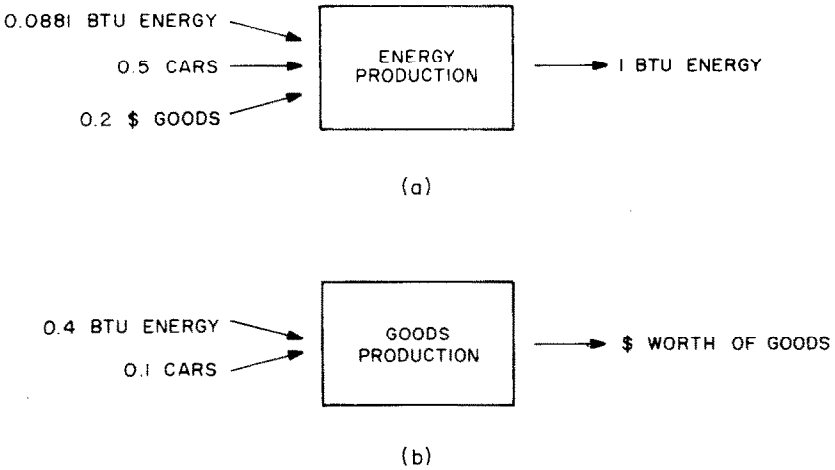 0.0881 BTU ENERGY
0.5 CARS
0.2 $ GOODS
ENERGY
PRODUCTION
1 BTU ENERGY
(a)
0.4 BTU ENERGY
0.1 CARS
GOODS
PRODUCTION
$ WORTH OF GOODS
(b)